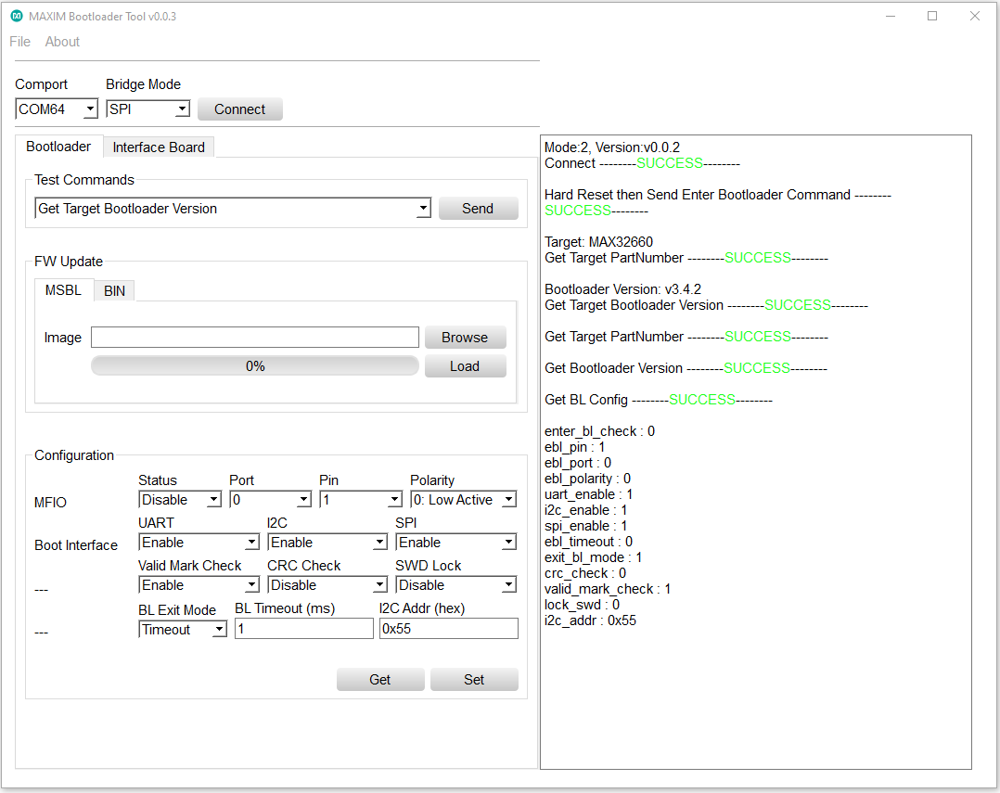 MAXIM Bootloader Tool v0.0.3
File About
Comport Bridge Mode
COM64 SPI Connect
Bootloader Interface Board
Test Commands
Get Target Bootloader Version Send
FW Update
MSBL BIN
Image Browse
0% Load
Configuration
Status Port Pin Polarity
MFIO Disable 0 1 0: Low Active
UART I2C SPI
Boot Interface Enable Enable Enable
Valid Mark Check CRC Check SWD Lock
--- Enable Disable Disable
BL Exit Mode BL Timeout (ms) I2C Addr (hex)
--- Timeout 1 0x55
Get Set
Mode:2, Version:v0.0.2
Connect --------SUCCESS--------
Hard Reset then Send Enter Bootloader Command --------
SUCCESS--------
Target: MAX32660
Get Target PartNumber --------SUCCESS--------
Bootloader Version: v3.4.2
Get Target Bootloader Version --------SUCCESS--------
Get Target PartNumber --------SUCCESS--------
Get Bootloader Version --------SUCCESS--------
Get BL Config --------SUCCESS--------
enter_bl_check : 0
ebl_pin : 1
ebl_port : 0
ebl_polarity : 0
uart_enable : 1
i2c_enable : 1
spi_enable : 1
ebl_timeout : 0
exit_bl_mode : 1
crc_check : 0
valid_mark_check : 1
lock_swd : 0
i2c_addr : 0x55